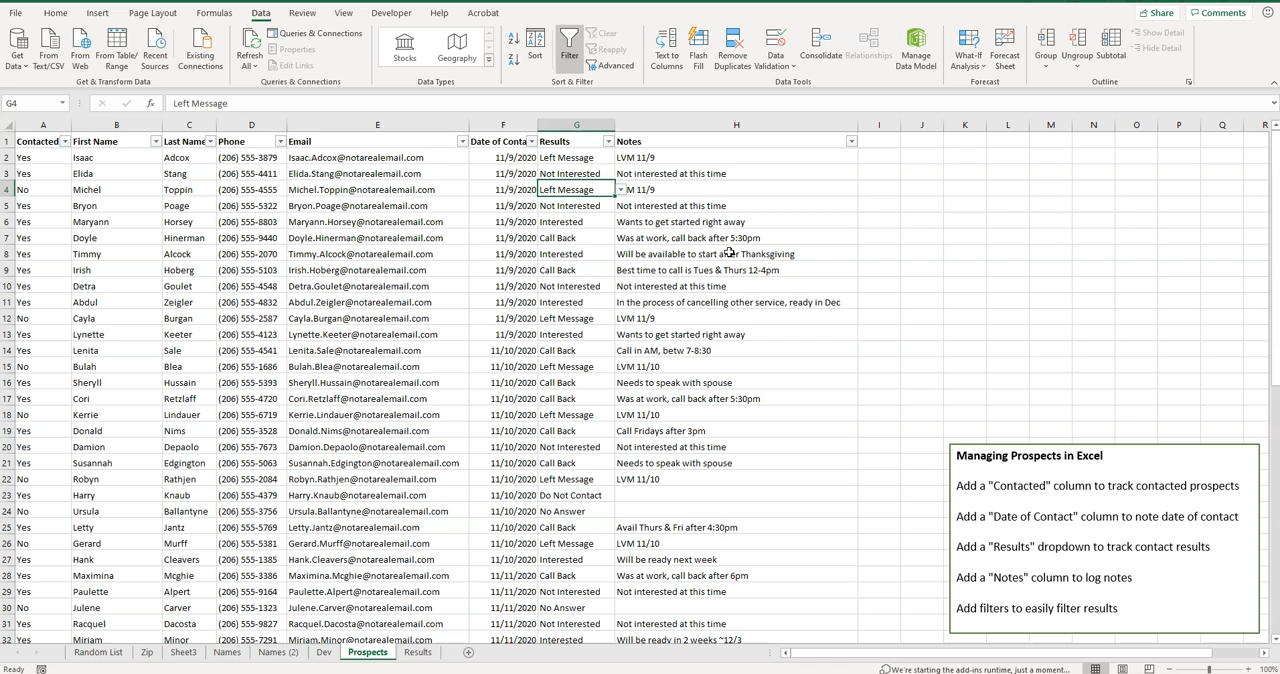 File Home Insert Page Layout Formulas Data Review View Developer Help Acrobat Share Comments
Get Data From Text/CSV From Web From Table/ Range Recent Sources Existing Connections
Get & Transform Data
Refresh All Queries & Connections Properties Edit Links
Queries & Connections
Stocks Geography
Data Types
Sort Filter Clear Reapply Advanced
Sort & Filter
Text to Columns Flash Fill Remove Duplicates Data Validation Consolidate Relationships Manage Data Model
Data Tools
What-If Analysis Forecast Sheet
Forecast
Group Ungroup Subtotal Show Detail Hide Detail
Outline
G4 fx Left Message
A B C D E F G H I J K L M N O P Q R
1 Contacted First Name Last Name Phone Email Date of Conta Results Notes
2 Yes Isaac Adcox (206) 555-3879 Isaac.Adcox@notarealemail.com 11/9/2020 Left Message LVM 11/9
3 Yes Elida Stang (206) 555-4411 Elida.Stang@notarealemail.com 11/9/2020 Not Interested Not interested at this time
4 No Michel Toppin (206) 555-4555 Michel.Toppin@notarealemail.com 11/9/2020 Left Message M 11/9
5 Yes Bryon Poage (206) 555-5322 Bryon.Poage@notarealemail.com 11/9/2020 Not Interested Not interested at this time
6 Yes Maryann Horsey (206) 555-8803 Maryann.Horsey@notarealemail.com 11/9/2020 Interested Wants to get started right away
7 Yes Doyle Hinerman (206) 555-9440 Doyle.Hinerman@notarealemail.com 11/9/2020 Call Back Was at work, call back after 5:30pm
8 Yes Timmy Alcock (206) 555-2070 Timmy.Alcock@notarealemail.com 11/9/2020 Interested Will be available to start after Thanksgiving
9 Yes Irish Hoberg (206) 555-5103 Irish.Hoberg@notarealemail.com 11/9/2020 Call Back Best time to call is Tues & Thurs 12-4pm
10 Yes Detra Goulet (206) 555-4548 Detra.Goulet@notarealemail.com 11/9/2020 Not Interested Not interested at this time
11 Yes Abdul Zeigler (206) 555-4832 Abdul.Zeigler@notarealemail.com 11/9/2020 Interested In the process of cancelling other service, ready in Dec
12 No Cayla Burgan (206) 555-2587 Cayla.Burgan@notarealemail.com 11/9/2020 Left Message LVM 11/9
13 Yes Lynette Keeter (206) 555-4123 Lynette.Keeter@notarealemail.com 11/9/2020 Interested Wants to get started right away
14 Yes Lenita Sale (206) 555-4541 Lenita.Sale@notarealemail.com 11/10/2020 Call Back Call in AM, betw 7-8:30
15 No Bulah Blea (206) 555-1686 Bulah.Blea@notarealemail.com 11/10/2020 Left Message LVM 11/10
16 Yes Sheryll Hussain (206) 555-5393 Sheryll.Hussain@notarealemail.com 11/10/2020 Call Back Needs to speak with spouse
17 Yes Cori Retzlaff (206) 555-4720 Cori.Retzlaff@notarealemail.com 11/10/2020 Call Back Was at work, call back after 5:30pm
18 No Kerrie Lindauer (206) 555-6719 Kerrie.Lindauer@notarealemail.com 11/10/2020 Left Message LVM 11/10
19 Yes Donald Nims (206) 555-3528 Donald.Nims@notarealemail.com 11/10/2020 Call Back Call Fridays after 3pm
20 Yes Damion Depaolo (206) 555-7673 Damion.Depaolo@notarealemail.com 11/10/2020 Not Interested Not interested at this time
21 Yes Susannah Edgington (206) 555-5063 Susannah.Edgington@notarealemail.com 11/10/2020 Call Back Needs to speak with spouse
22 No Robyn Rathjen (206) 555-2084 Robyn.Rathjen@notarealemail.com 11/10/2020 Left Message LVM 11/10
23 Yes Harry Knaub (206) 555-4379 Harry.Knaub@notarealemail.com 11/10/2020 Do Not Contact
24 No Ursula Ballantyne (206) 555-3756 Ursula.Ballantyne@notarealemail.com 11/10/2020 No Answer
25 Yes Letty Jantz (206) 555-5769 Letty.Jantz@notarealemail.com 11/10/2020 Call Back Avail Thurs & Fri after 4:30pm
26 No Gerard Murff (206) 555-5381 Gerard.Murff@notarealemail.com 11/10/2020 Left Message LVM 11/10
27 Yes Hank Cleavers (206) 555-1385 Hank.Cleavers@notarealemail.com 11/11/2020 Interested Will be ready next week
28 Yes Maximina Mcghie (206) 555-3386 Maximina.Mcghie@notarealemail.com 11/11/2020 Call Back Was at work, call back after 6pm
29 Yes Paulette Alpert (206) 555-9164 Paulette.Alpert@notarealemail.com 11/11/2020 Not Interested Not interested at this time
30 No Julene Carver (206) 555-1323 Julene.Carver@notarealemail.com 11/11/2020 No Answer
31 Yes Racquel Dacosta (206) 555-9831 Racquel.Dacosta@notarealemail.com 11/11/2020 Not Interested Not interested at this time
32 Yes Miriam Minor (206) 555-7291 Miriam.Minor@notarealemail.com 11/11/2020 Interested Will be ready in 2 weeks ~12/3
Managing Prospects in Excel
Add a "Contacted" column to track contacted prospects
Add a "Date of Contact" column to note date of contact
Add a "Results" dropdown to track contact results
Add a "Notes" column to log notes
Add filters to easily filter results
Random List Zip Sheet3 Names Names (2) Dev Prospects Results
Ready We're starting the add-ins runtime, just a moment... 100%